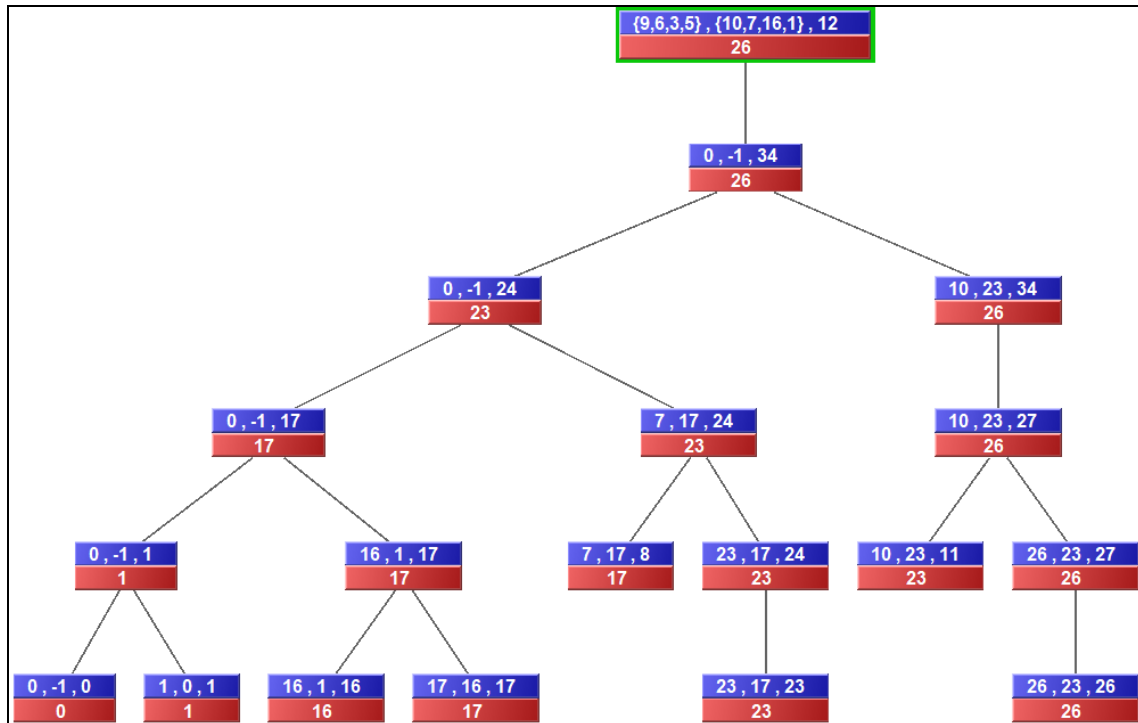 {9,6,3,5} , {10,7,16,1} , 12
26
0 , -1 , 34
26
0 , -1 , 24
23
10 , 23 , 34
26
0 , -1 , 17
17
7 , 17 , 24
23
10 , 23 , 27
26
0 , -1 , 1
1
16 , 1 , 17
17
7 , 17 , 8
17
23 , 17 , 24
23
10 , 23 , 11
23
26 , 23 , 27
26
0 , -1 , 0
0
1 , 0 , 1
1
16 , 1 , 16
16
17 , 16 , 17
17
23 , 17 , 23
23
26 , 23 , 26
26